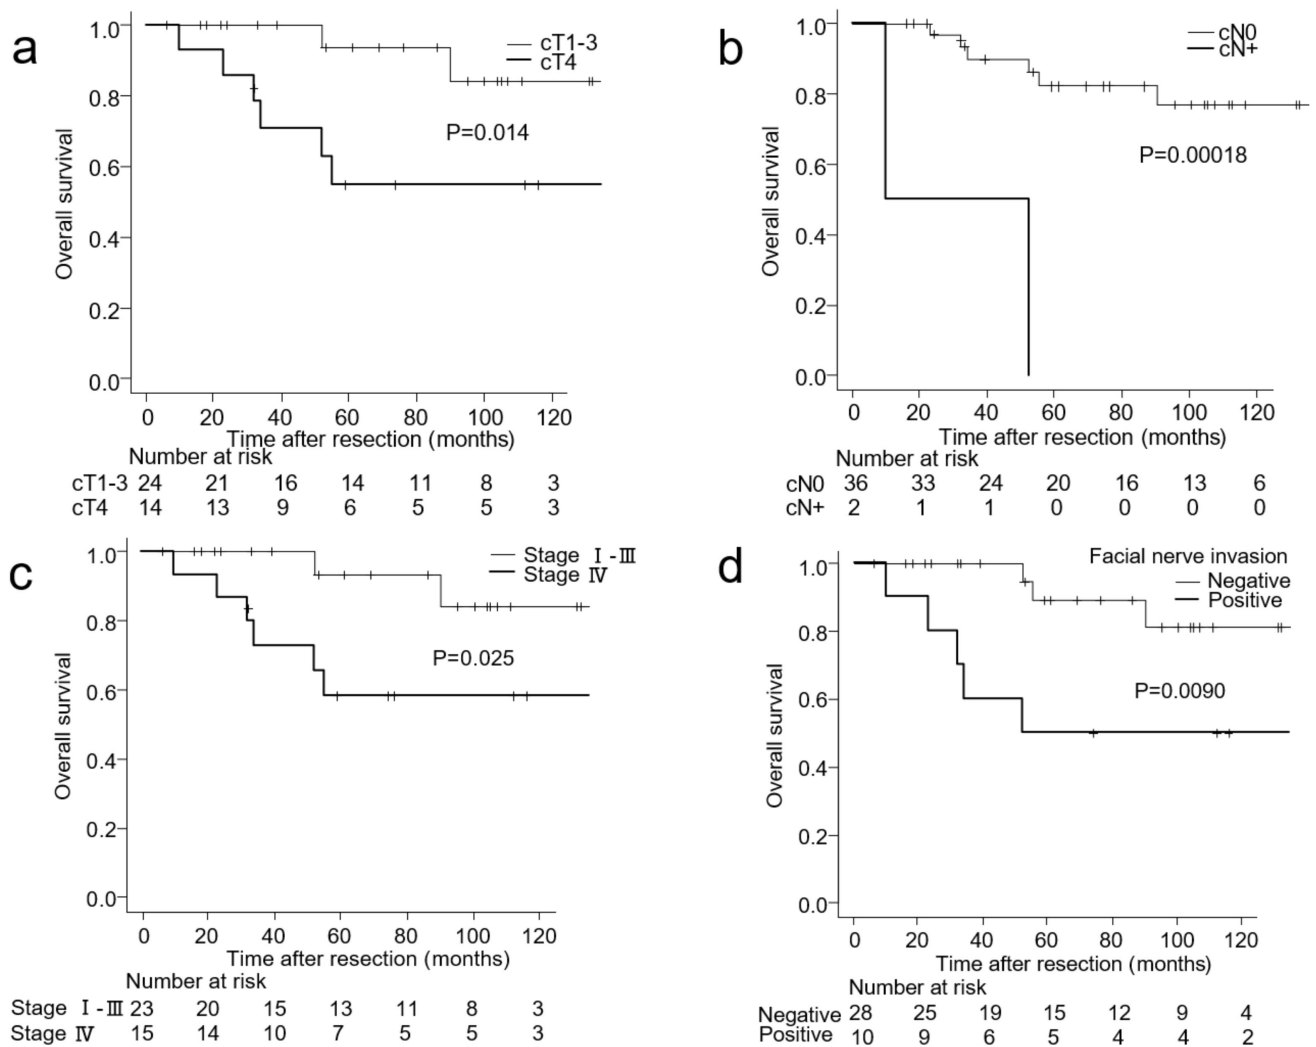 a
1.0
0.8
0.6
0.4
0.2
0.0
Overall survival
cT1-3
cT4
P=0.014
0 20 40 60 80 100 120
Time after resection (months)
Number at risk
cT1-3 24 21 16 14 11 8 3
cT4 14 13 9 6 5 5 3
b
1.0
0.8
0.6
0.4
0.2
0.0
Overall survival
cN0
cN+
P=0.00018
0 20 40 60 80 100 120
Time after resection (months)
Number at risk
cN0 36 33 24 20 16 13 6
cN+ 2 1 1 0 0 0 0
c
1.0
0.8
0.6
0.4
0.2
0.0
Overall survival
Stage Ⅰ-Ⅲ
Stage Ⅳ
P=0.025
0 20 40 60 80 100 120
Time after resection (months)
Number at risk
Stage Ⅰ-Ⅲ 23 20 15 13 11 8 3
Stage Ⅳ 15 14 10 7 5 5 3
d
1.0
0.8
0.6
0.4
0.2
0.0
Overall survival
Facial nerve invasion
Negative
Positive
P=0.0090
0 20 40 60 80 100 120
Time after resection (months)
Number at risk
Negative 28 25 19 15 12 9 4
Positive 10 9 6 5 4 4 2